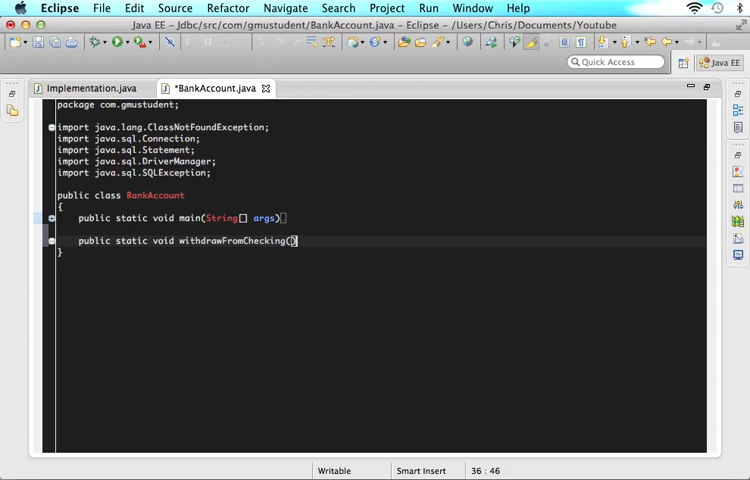 Eclipse File Edit Source Refactor Navigate Search Project Run Window Help
Java EE - Jdbc/src/com/gmustudent/BankAccount.java - Eclipse - /Users/Chris/Documents/Youtube
Quick Access
Java EE
Implementation.java
*BankAccount.java
package com.gmustudent;
import java.lang.ClassNotFoundException;
import java.sql.Connection;
import java.sql.Statement;
import java.sql.DriverManager;
import java.sql.SQLException;
public class BankAccount
{
public static void main(String[] args)
public static void withdrawFromChecking()
}
Writable
Smart Insert
36 : 46